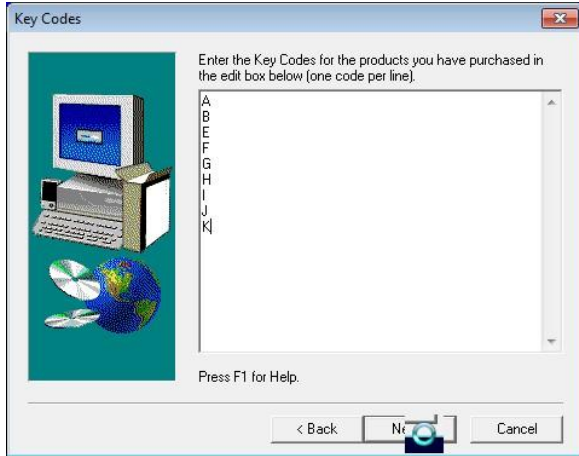 Key Codes
Enter the Key Codes for the products you have purchased in
the edit box below (one code per line).
A
B
E
F
G
H
I
J
K
Press F1 for Help.
< Back
Cancel